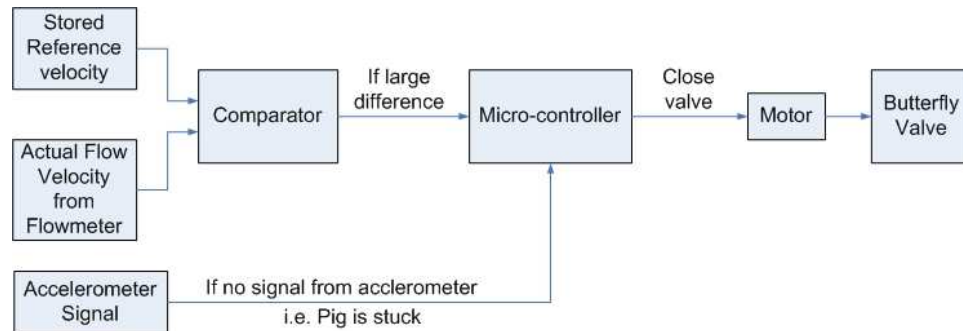 Stored
Reference
velocity
Actual Flow
Velocity
from
Flowmeter
Comparator
If large
difference
Micro-controller
Close
valve
Motor
Butterfly
Valve
Accelerometer
Signal
If no signal from acclerometer
i.e. Pig is stuck